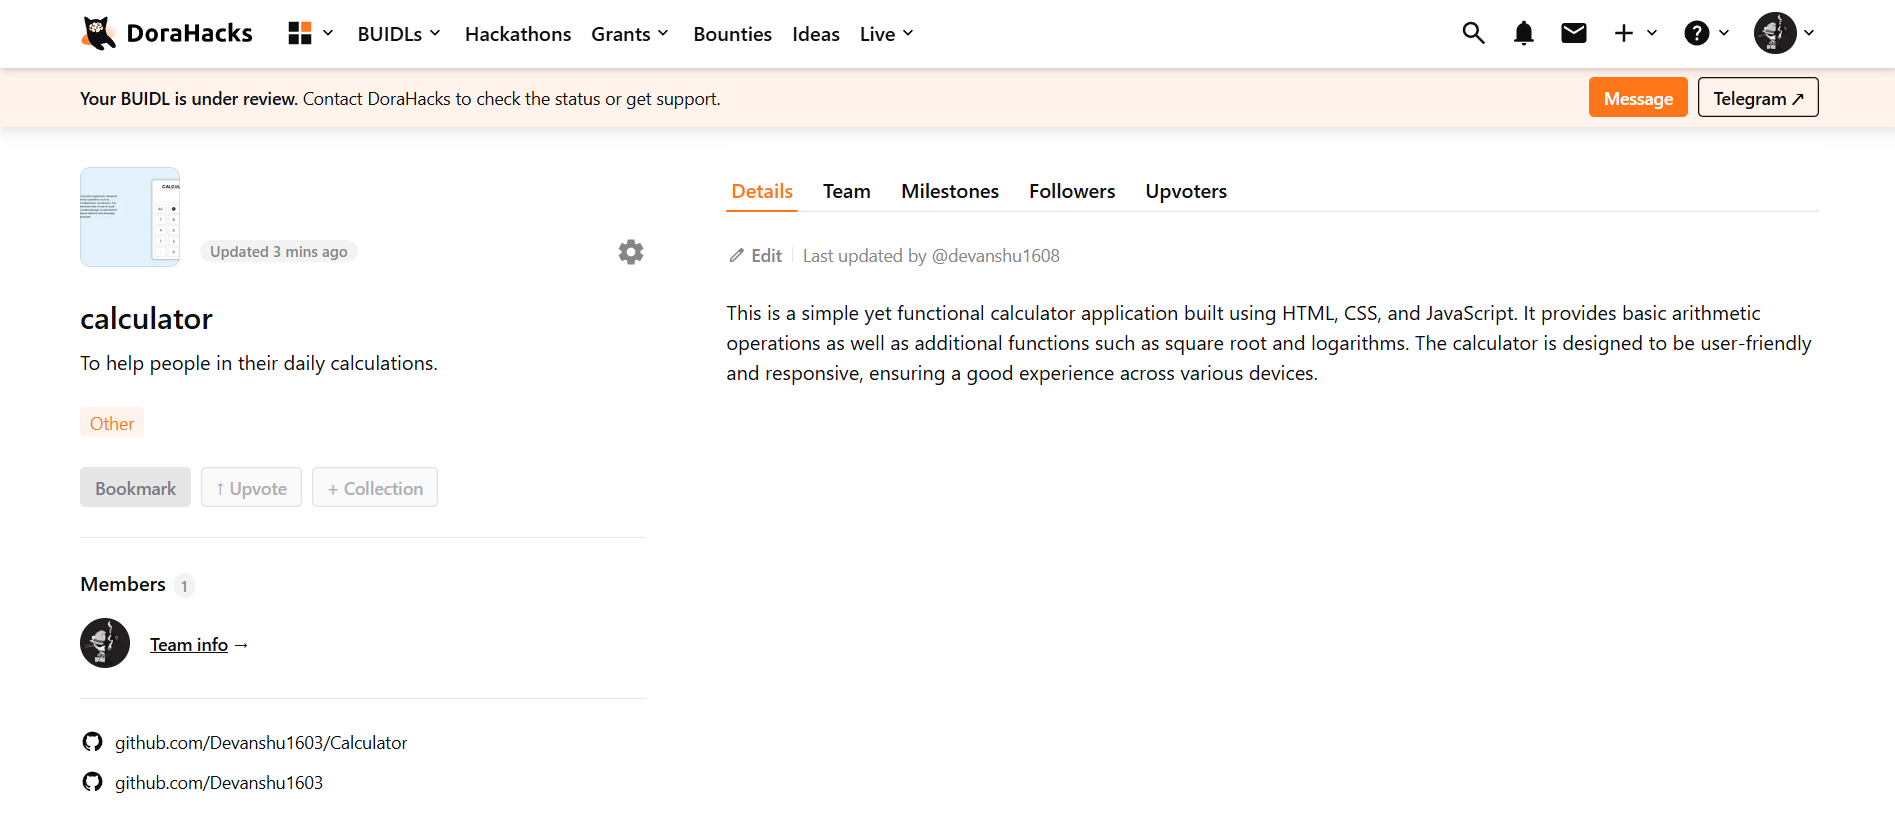 DoraHacks
BUIDLs
Hackathons
Grants
Bounties
Ideas
Live
Your BUIDL is under review. Contact DoraHacks to check the status or get support.
Message
Telegram ↗
CALCU
Updated 3 mins ago
calculator
To help people in their daily calculations.
Other
Bookmark
↑ Upvote
+ Collection
Members 1
Team info →
github.com/Devanshu1603/Calculator
github.com/Devanshu1603
Details
Team
Milestones
Followers
Upvoters
Edit
Last updated by @devanshu1608
This is a simple yet functional calculator application built using HTML, CSS, and JavaScript. It provides basic arithmetic
operations as well as additional functions such as square root and logarithms. The calculator is designed to be user-friendly
and responsive, ensuring a good experience across various devices.